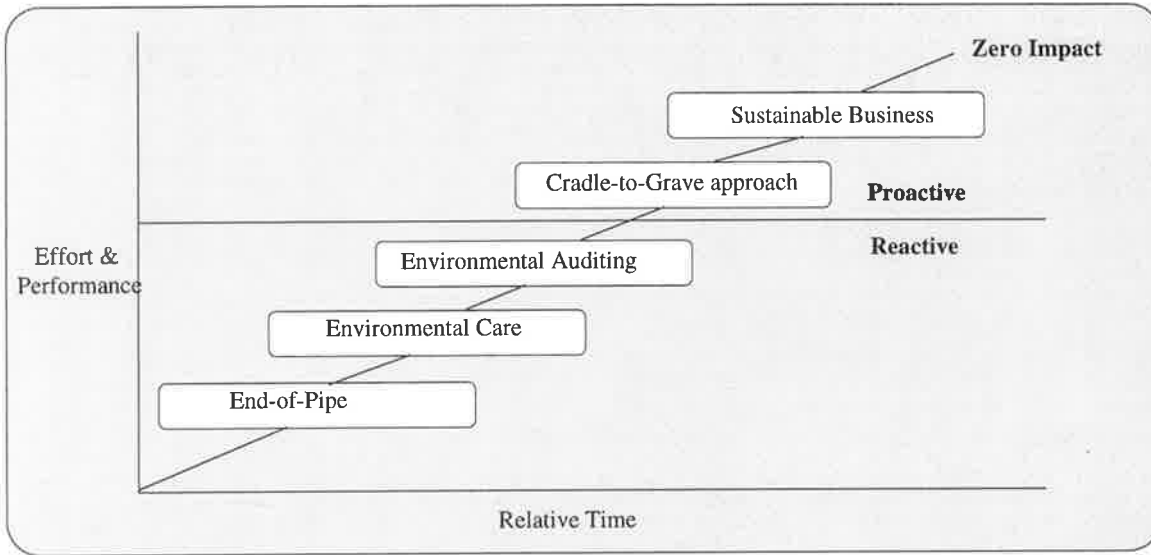 Zero Impact
Sustainable Business
Cradle-to-Grave approach
Proactive
Reactive
Environmental Auditing
Effort &
Performance
Environmental Care
End-of-Pipe
Relative Time